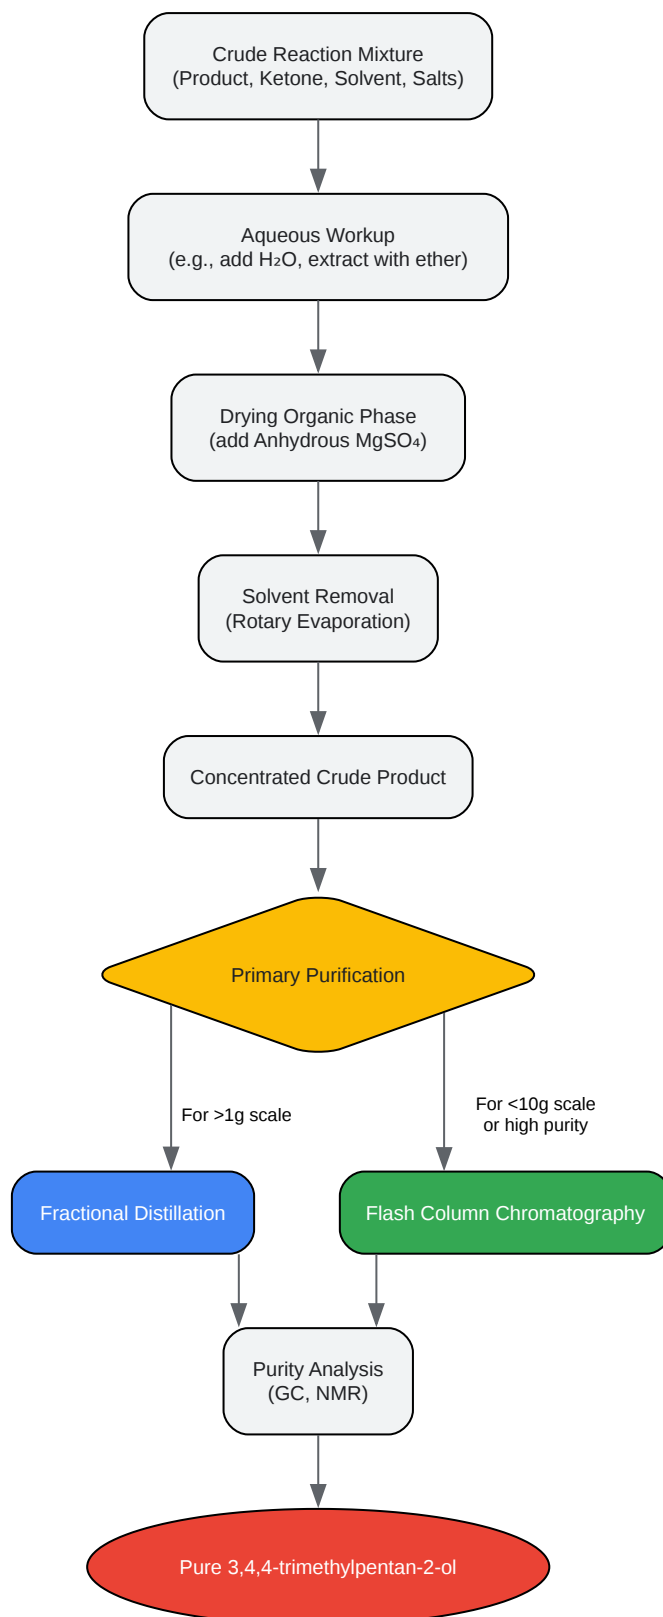 Crude Reaction Mixture
(Product, Ketone, Solvent, Salts)
Aqueous Workup
(e.g., add H₂O, extract with ether)
Drying Organic Phase
(add Anhydrous MgSO₄)
Solvent Removal
(Rotary Evaporation)
Concentrated Crude Product
Primary Purification
For >1g scale
For <10g scale
or high purity
Fractional Distillation
Flash Column Chromatography
Purity Analysis
(GC, NMR)
Pure 3,4,4-trimethylpentan-2-ol